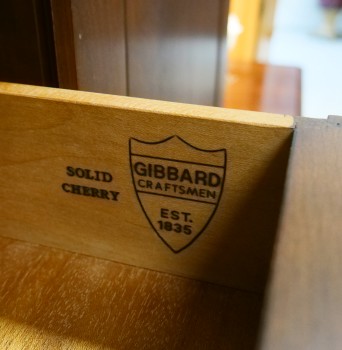 SOLID
CHERRY
GIBBARD
CRAFTSMEN
EST.
1835